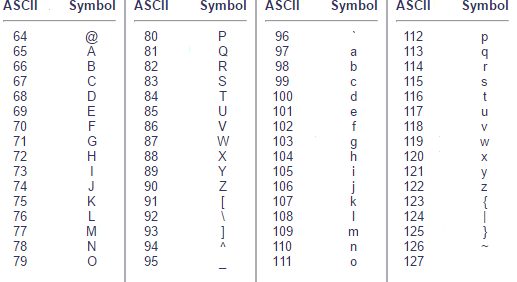 ASCII Symbol ASCII Symbol ASCII Symbol ASCII Symbol
64 @ 80 P 96 ` 112 p
65 A 81 Q 97 a 113 q
66 B 82 R 98 b 114 r
67 C 83 S 99 c 115 s
68 D 84 T 100 d 116 t
69 E 85 U 101 e 117 u
70 F 86 V 102 f 118 v
71 G 87 W 103 g 119 w
72 H 88 X 104 h 120 x
73 I 89 Y 105 i 121 y
74 J 90 Z 106 j 122 z
75 K 91 [ 107 k 123 {
76 L 92 \ 108 l 124 |
77 M 93 ] 109 m 125 }
78 N 94 ^ 110 n 126 ~
79 O 95 _ 111 o 127